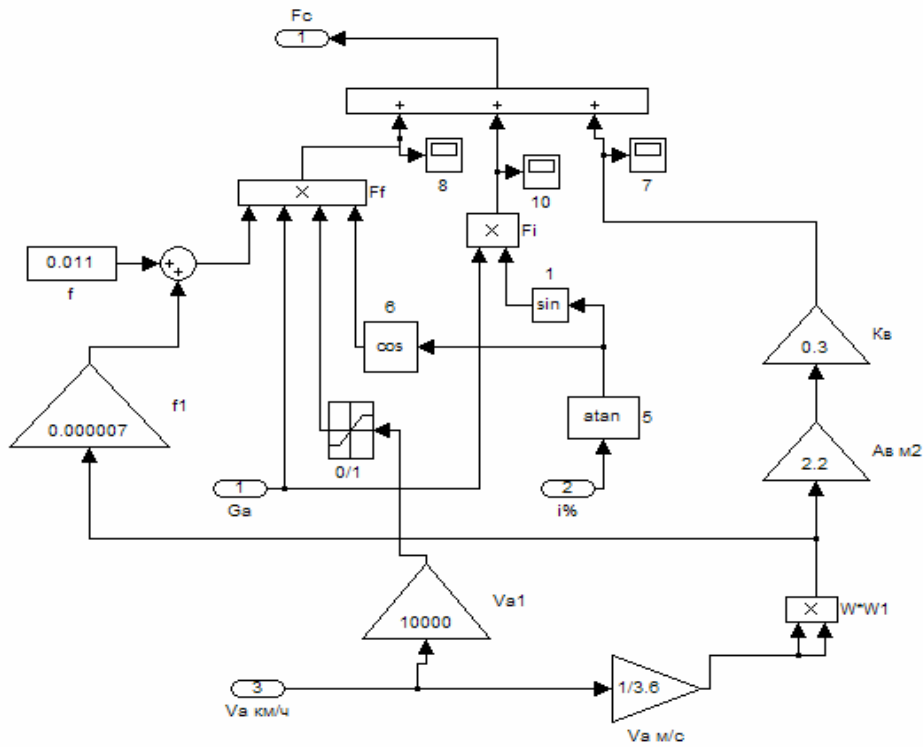 Fc
1
+ + +
8
10
7
×
Ff
×
Fi
0.011
f
+
+
1
sin
6
cos
0.3
Кв
0.000007
f1
atan
5
2.2
Ав м2
0/1
1
Ga
2
i%
10000
Va1
×
W*W1
3
Va км/ч
1/3.6
Va м/с